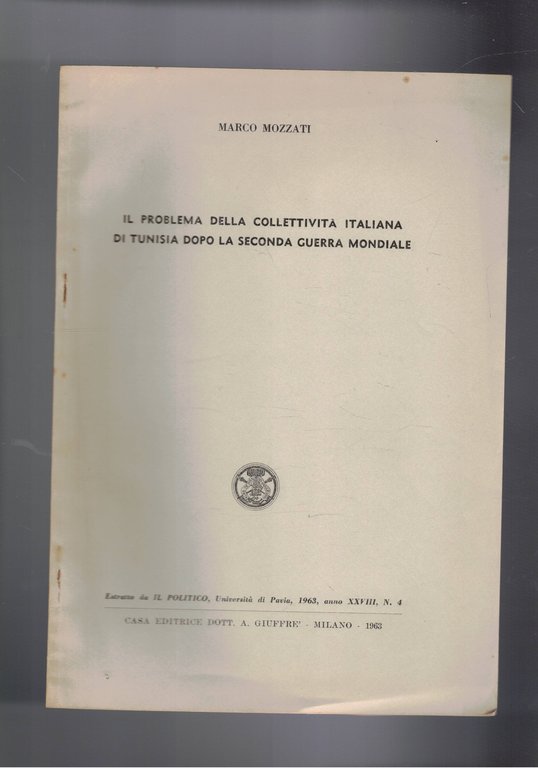 MARCO MOZZATI
IL PROBLEMA DELLA COLLETTIVITÀ ITALIANA
DI TUNISIA DOPO LA SECONDA GUERRA MONDIALE
Estratto da IL POLITICO, Università di Pavia, 1963, anno XXVIII, N. 4
CASA EDITRICE DOTT. A. GIUFFRE' - MILANO - 1963